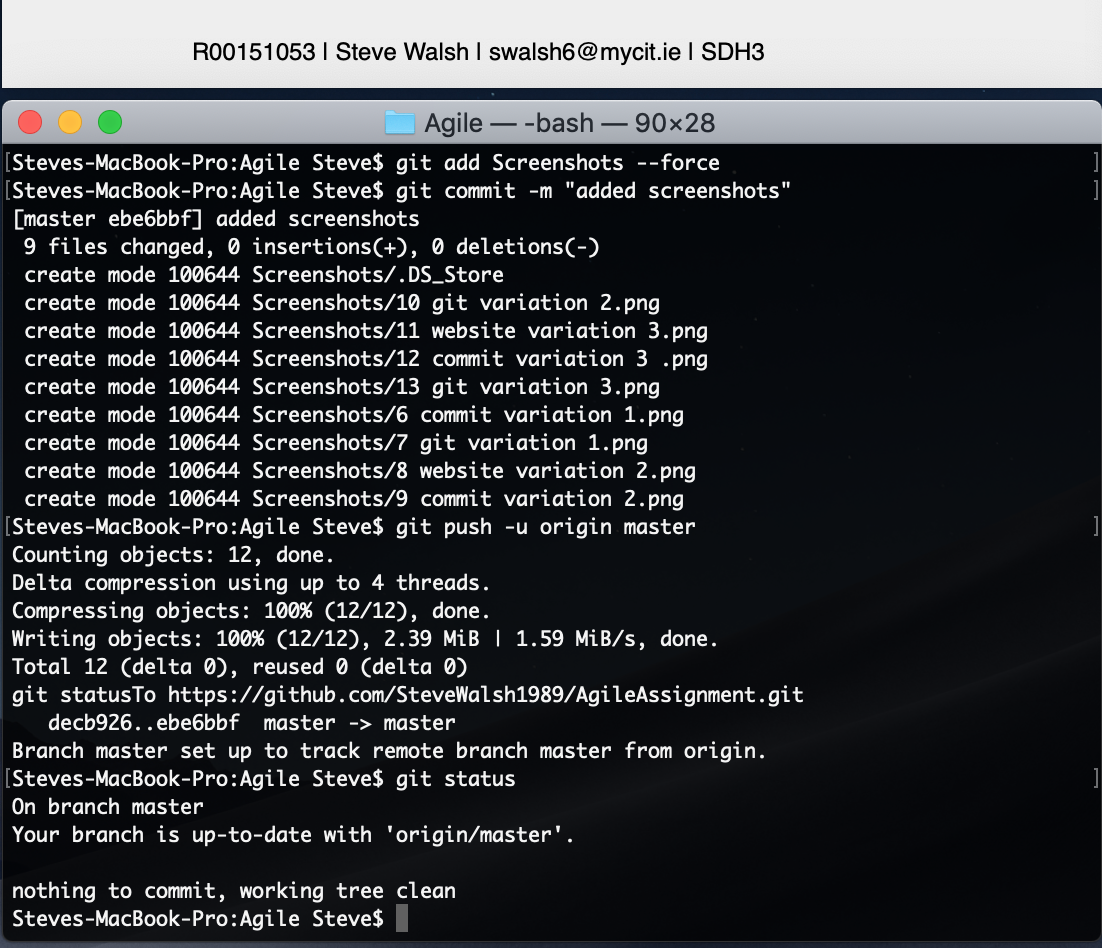 R00151053 | Steve Walsh | swalsh6@mycit.ie | SDH3
Agile — -bash — 90×28
[Steves-MacBook-Pro:Agile Steve$ git add Screenshots --force ]
[Steves-MacBook-Pro:Agile Steve$ git commit -m "added screenshots" ]
[master ebe6bbf] added screenshots
 9 files changed, 0 insertions(+), 0 deletions(-)
 create mode 100644 Screenshots/.DS_Store
 create mode 100644 Screenshots/10 git variation 2.png
 create mode 100644 Screenshots/11 website variation 3.png
 create mode 100644 Screenshots/12 commit variation 3 .png
 create mode 100644 Screenshots/13 git variation 3.png
 create mode 100644 Screenshots/6 commit variation 1.png
 create mode 100644 Screenshots/7 git variation 1.png
 create mode 100644 Screenshots/8 website variation 2.png
 create mode 100644 Screenshots/9 commit variation 2.png
[Steves-MacBook-Pro:Agile Steve$ git push -u origin master ]
Counting objects: 12, done.
Delta compression using up to 4 threads.
Compressing objects: 100% (12/12), done.
Writing objects: 100% (12/12), 2.39 MiB | 1.59 MiB/s, done.
Total 12 (delta 0), reused 0 (delta 0)
git statusTo https://github.com/SteveWalsh1989/AgileAssignment.git
   decb926..ebe6bbf  master -> master
Branch master set up to track remote branch master from origin.
[Steves-MacBook-Pro:Agile Steve$ git status ]
On branch master
Your branch is up-to-date with 'origin/master'.
nothing to commit, working tree clean
Steves-MacBook-Pro:Agile Steve$